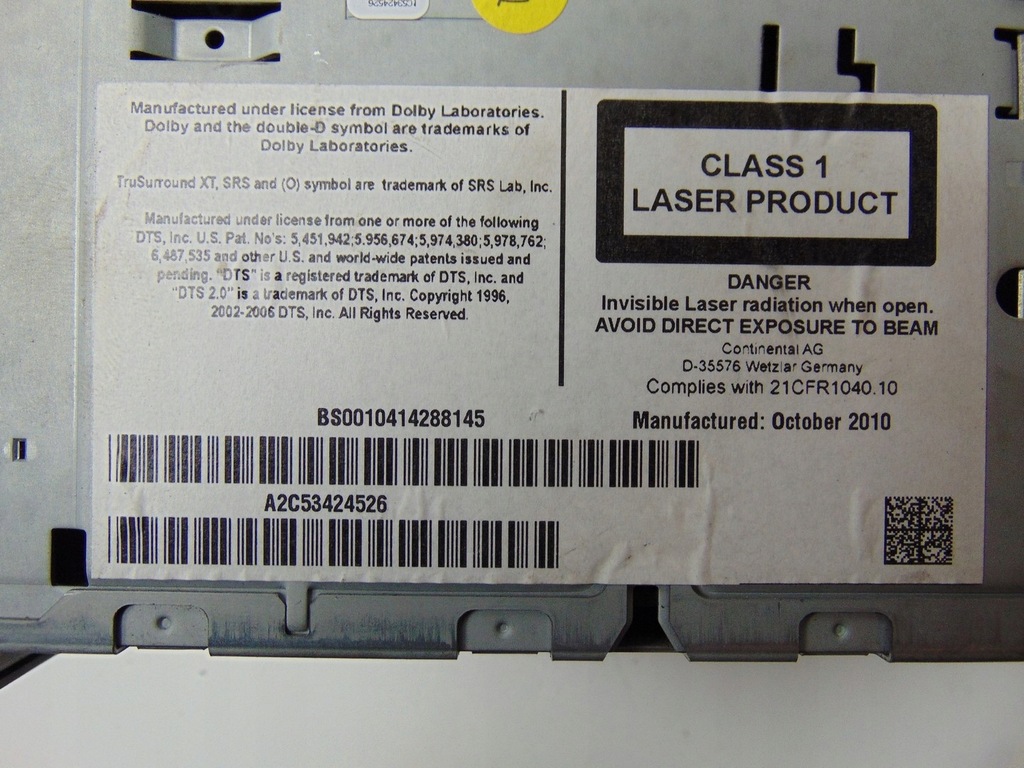 Manufactured under license from Dolby Laboratories.
Dolby and the double-D symbol are trademarks of
Dolby Laboratories.
TruSurround XT, SRS and (O) symbol are trademark of SRS Lab, Inc.
Manufactured under license from one or more of the following
DTS, Inc. U.S. Pat. No's: 5,451,942;5.956,674;5,974,380;5,978,762;
6,487,535 and other U.S. and world-wide patents issued and
pending. "DTS" is a registered trademark of DTS, Inc. and
"DTS 2.0" is a trademark of DTS, Inc. Copyright 1996,
2002-2006 DTS, Inc. All Rights Reserved.
CLASS 1
LASER PRODUCT
DANGER
Invisible Laser radiation when open.
AVOID DIRECT EXPOSURE TO BEAM
Continental AG
D-35576 Wetzlar Germany
Complies with 21CFR1040.10
Manufactured: October 2010
BS0010414288145
A2C53424526